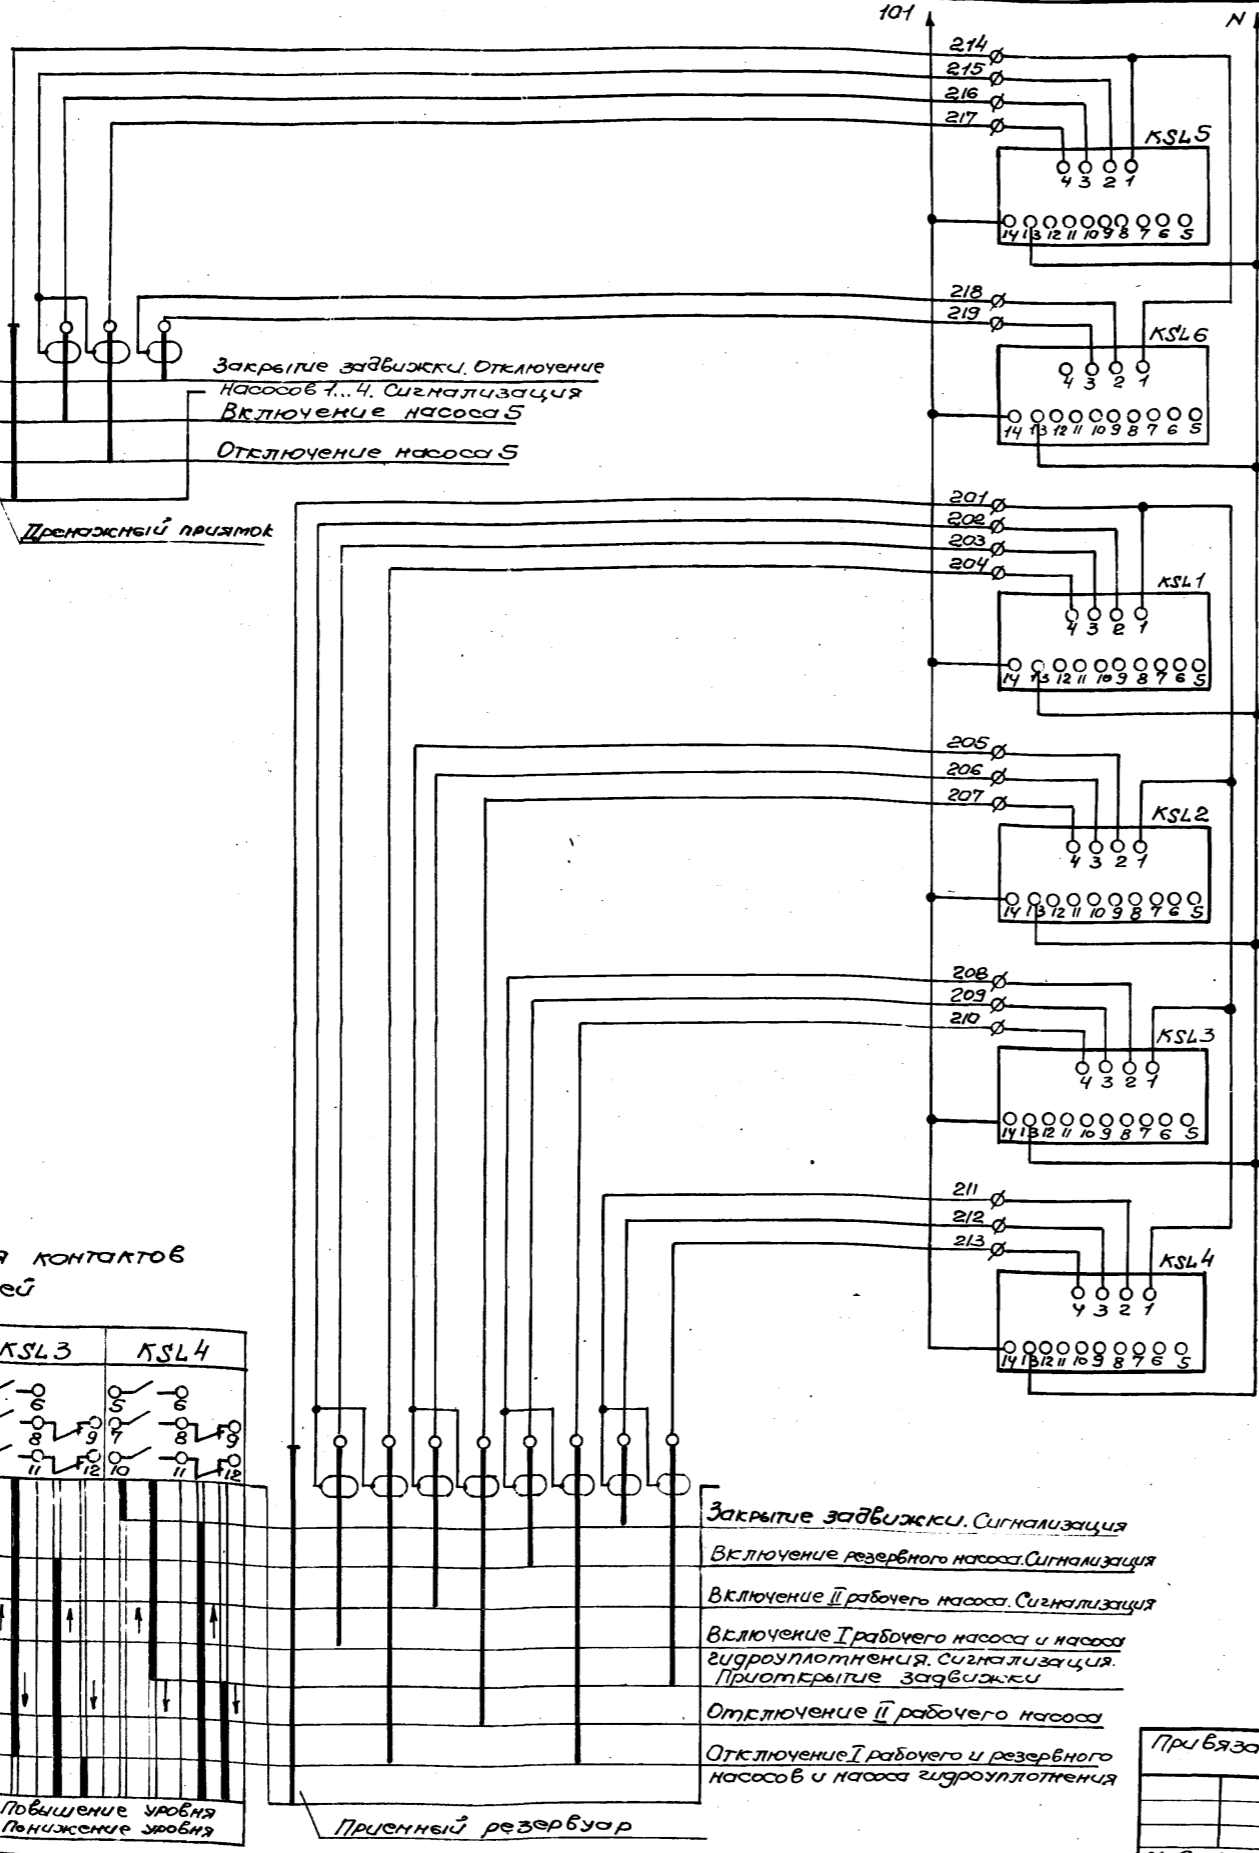 101 N
214
215
216
217
KSL5
4 3 2 1
14 13 12 11 10 9 8 7 6 5
218
219
KSL6
4 3 2 1
14 13 12 11 10 9 8 7 6 5
Закрытие задвижки. Отключение
насосов 1...4. Сигнализация
Включение насоса 5
Отключение насоса 5
Дренажный приямок
201
202
203
204
KSL1
4 3 2 1
14 13 12 11 10 9 8 7 6 5
205
206
207
KSL2
4 3 2 1
14 13 12 11 10 9 8 7 6 5
208
209
210
KSL3
4 3 2 1
14 13 12 11 10 9 8 7 6 5
211
212
213
KSL4
4 3 2 1
14 13 12 11 10 9 8 7 6 5
я контактов
ей
KSL3 KSL4
6 5 6
8 9 7 8 9
11 12 10 11 12
Закрытие задвижки. Сигнализация
Включение резервного насоса. Сигнализация
Включение II рабочего насоса. Сигнализация
Включение I рабочего насоса и насоса
гидроуплотнения. Сигнализация.
Приоткрытие задвижки
Отключение II рабочего насоса
Отключение I рабочего и резервного
насосов и насоса гидроуплотнения
Повышение уровня
Понижение уровня
Приемный резервуар
Привяза